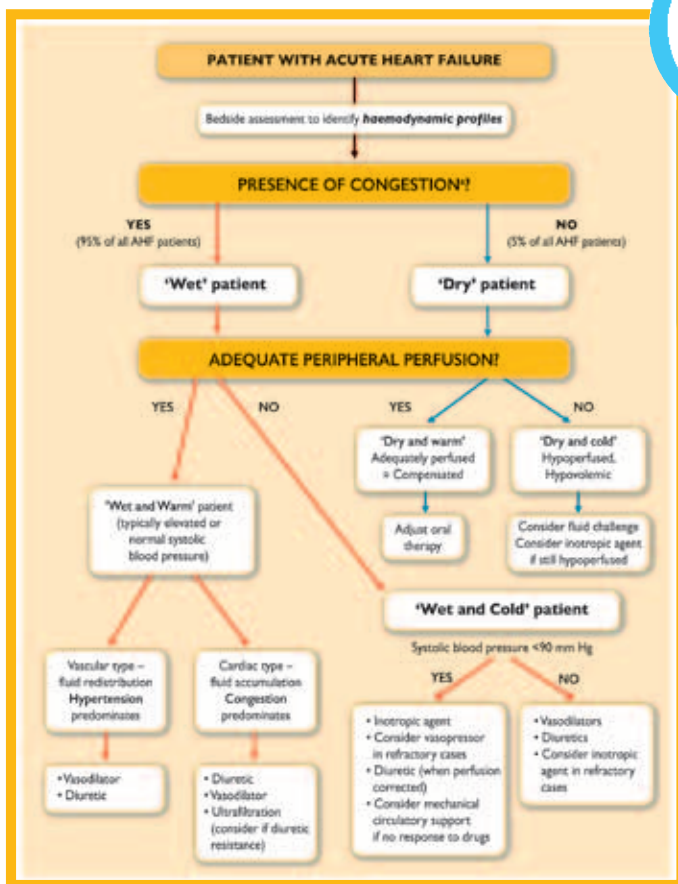 PATIENT WITH ACUTE HEART FAILURE
Bedside assessment to identify haemodynamic profiles
PRESENCE OF CONGESTIONᵃ?
YES
(95% of all AHF patients)
NO
(5% of all AHF patients)
‘Wet’ patient
‘Dry’ patient
ADEQUATE PERIPHERAL PERFUSION?
YES
NO
YES
NO
‘Dry and warm’
Adequately perfused
= Compensated
‘Dry and cold’
Hypoperfused,
Hypovolemic
‘Wet and Warm’ patient
(typically elevated or
normal systolic
blood pressure)
Adjust oral
therapy
Consider fluid challenge
Consider inotropic agent
if still hypoperfused
‘Wet and Cold’ patient
Systolic blood pressure <90 mm Hg
YES
NO
Vascular type –
fluid redistribution
Hypertension
predominates
Cardiac type –
fluid accumulation
Congestion
predominates
• Vasodilator
• Diuretic
• Diuretic
• Vasodilator
• Ultrafiltration
(consider if diuretic
resistance)
• Inotropic agent
• Consider vasopressor
in refractory cases
• Diuretic (when perfusion
corrected)
• Consider mechanical
circulatory support
if no response to drugs
• Vasodilators
• Diuretics
• Consider inotropic
agent in refractory
cases